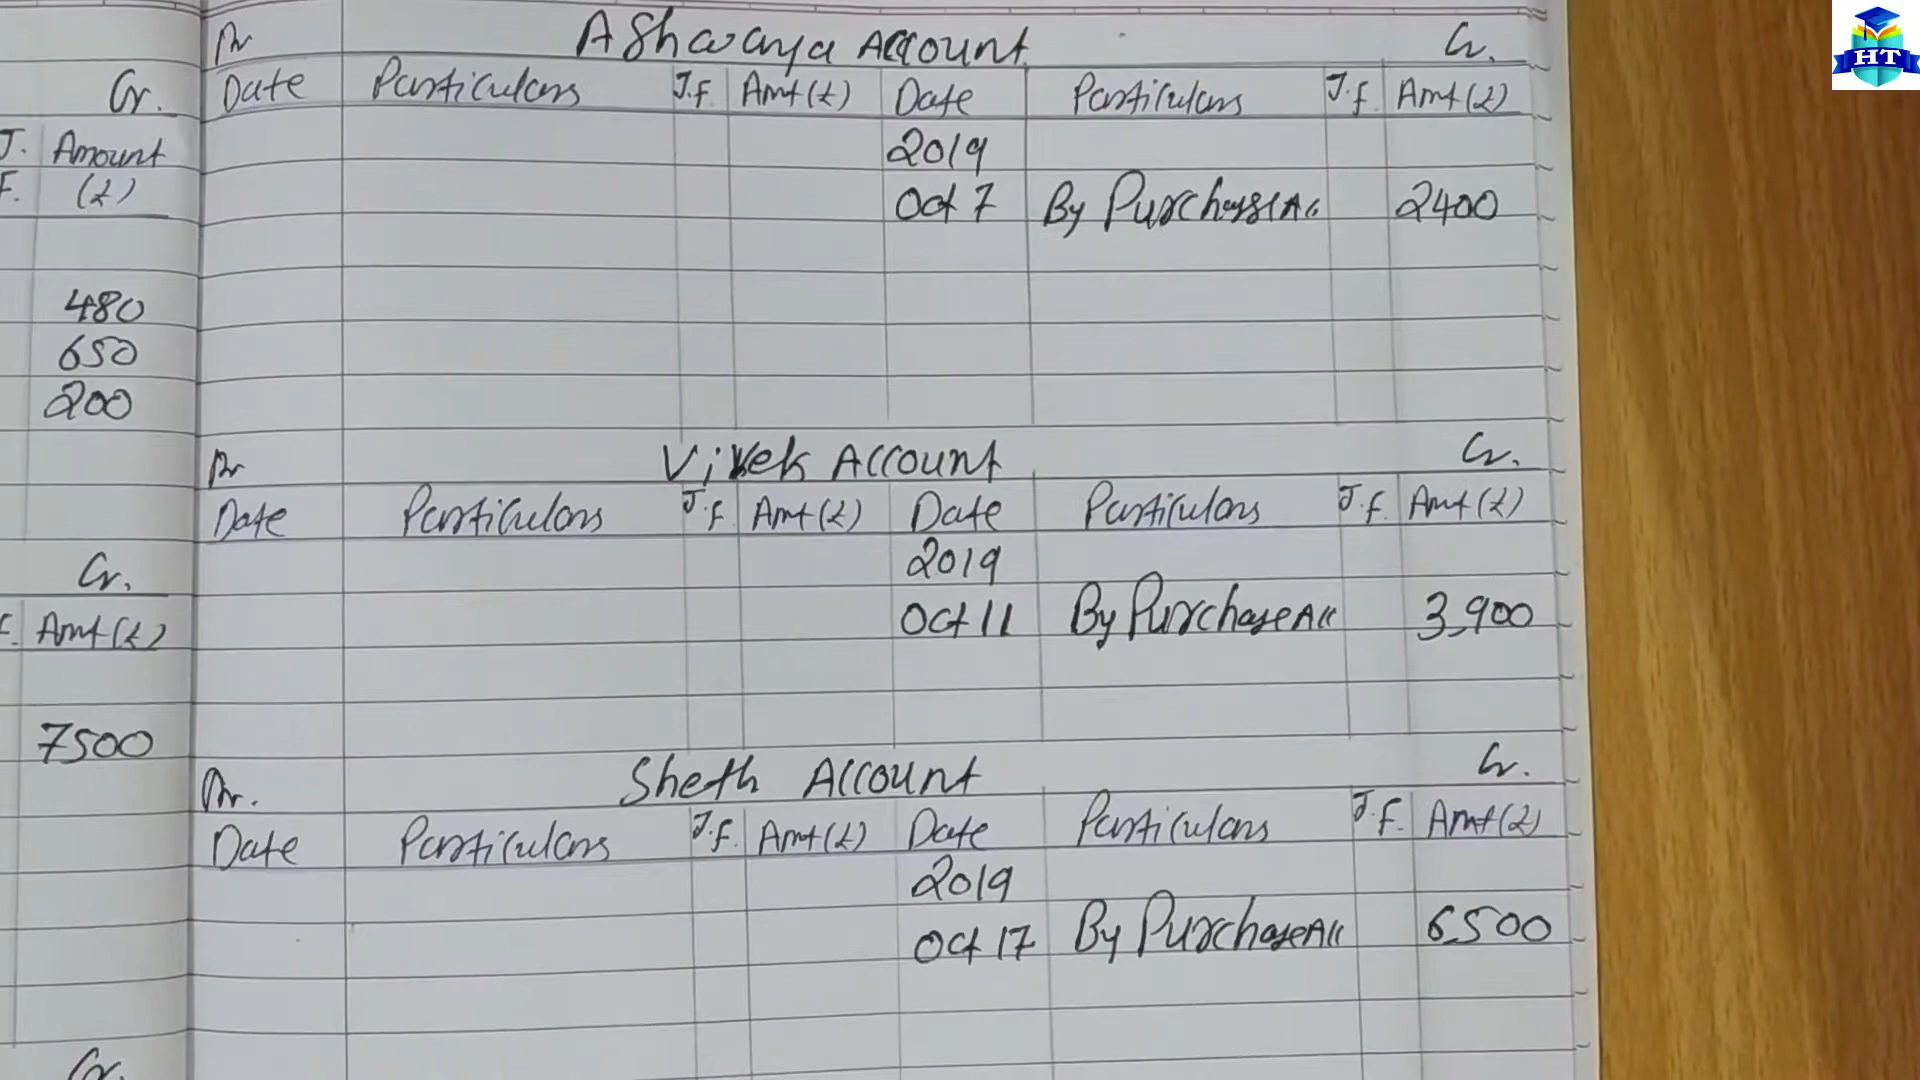 Dr Ashwarya Account Cr.
Date Particulars J.F Amt(₹) Date Particulars J.F. Amt(₹)
2019
Oct 7 By Purchase A/c 2400
Dr Vivek Account Cr.
Date Particulars J.F Amt(₹) Date Particulars J.F. Amt(₹)
2019
Oct 11 By Purchase A/c 3,900
Dr. Sheth Account Cr.
Date Particulars J.F. Amt(₹) Date Particulars J.F. Amt(₹)
2019
Oct 17 By Purchase A/c 6,500
Cr.
J. Amount
F. (₹)
480
650
200
Cr.
F. Amt(₹)
7500
Cr.
HT